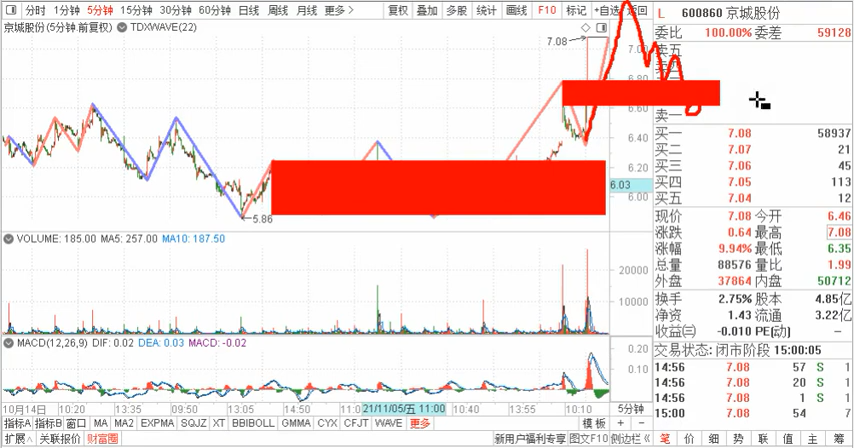 分时 1分钟 5分钟 15分钟 30分钟 60分钟 日线 周线 月线 更多> 复权 叠加 多股 统计 画线 F10 标记 +自选 返回
L 600860 京城股份
京城股份(5分钟 前复权) TDXWAVE(22)
委比 100.00% 委差 59128
卖五
卖一
7.08
7.00
6.80
6.60
6.40
6.20
6.03
6.00
5.86
买一 7.08 58937
买二 7.07 21
买三 7.06 45
买四 7.05 113
买五 7.04 12
现价 7.08 今开 6.46
涨跌 0.64 最高 7.08
涨幅 9.94% 最低 6.35
总量 88576 量比 1.99
外盘 37864 内盘 50712
换手 2.75% 股本 4.85亿
净资 1.43 流通 3.22亿
收益㈢ -0.010 PE(动) –
交易状态: 闭市阶段 15:00:05
14:56 7.08 57 S 1
14:56 7.08 20 S 1
14:56 7.08 1 S 1
15:00 7.08 54 7
VOLUME: 185.00 MA5: 257.00 MA10: 187.50
20000
10000
MACD(12,26,9) DIF: 0.02 DEA: 0.03 MACD: -0.02
0.20
0.10
0.00
10月14日 10:20 13:35 09:50 13:05 14:50 11:0 21/11/05/五 11:00 10:40 13:55 10:10 5分钟
指标A 指标B 窗口 MA MA2 EXPMA SQJZ XT BBIBOLL GMMA CYX CFJT WAVE 更多 模板 + −
扩展∧ 关联报价 财富圈 新用户福利专享 图文F10 侧边栏《 笔 价 细 势 联 值 主 筹